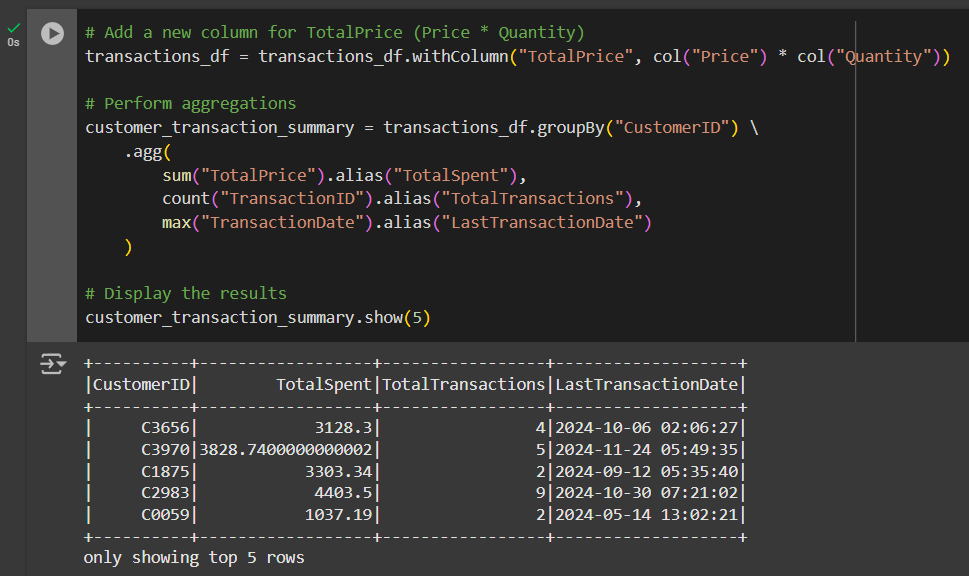 0s
# Add a new column for TotalPrice (Price * Quantity)
transactions_df = transactions_df.withColumn("TotalPrice", col("Price") * col("Quantity"))
# Perform aggregations
customer_transaction_summary = transactions_df.groupBy("CustomerID") \
    .agg(
        sum("TotalPrice").alias("TotalSpent"),
        count("TransactionID").alias("TotalTransactions"),
        max("TransactionDate").alias("LastTransactionDate")
    )
# Display the results
customer_transaction_summary.show(5)
+----------+------------------+-----------------+-------------------+
|CustomerID|        TotalSpent|TotalTransactions|LastTransactionDate|
+----------+------------------+-----------------+-------------------+
|     C3656|            3128.3|                4|2024-10-06 02:06:27|
|     C3970|3828.7400000000002|                5|2024-11-24 05:49:35|
|     C1875|           3303.34|                2|2024-09-12 05:35:40|
|     C2983|            4403.5|                9|2024-10-30 07:21:02|
|     C0059|           1037.19|                2|2024-05-14 13:02:21|
+----------+------------------+-----------------+-------------------+
only showing top 5 rows